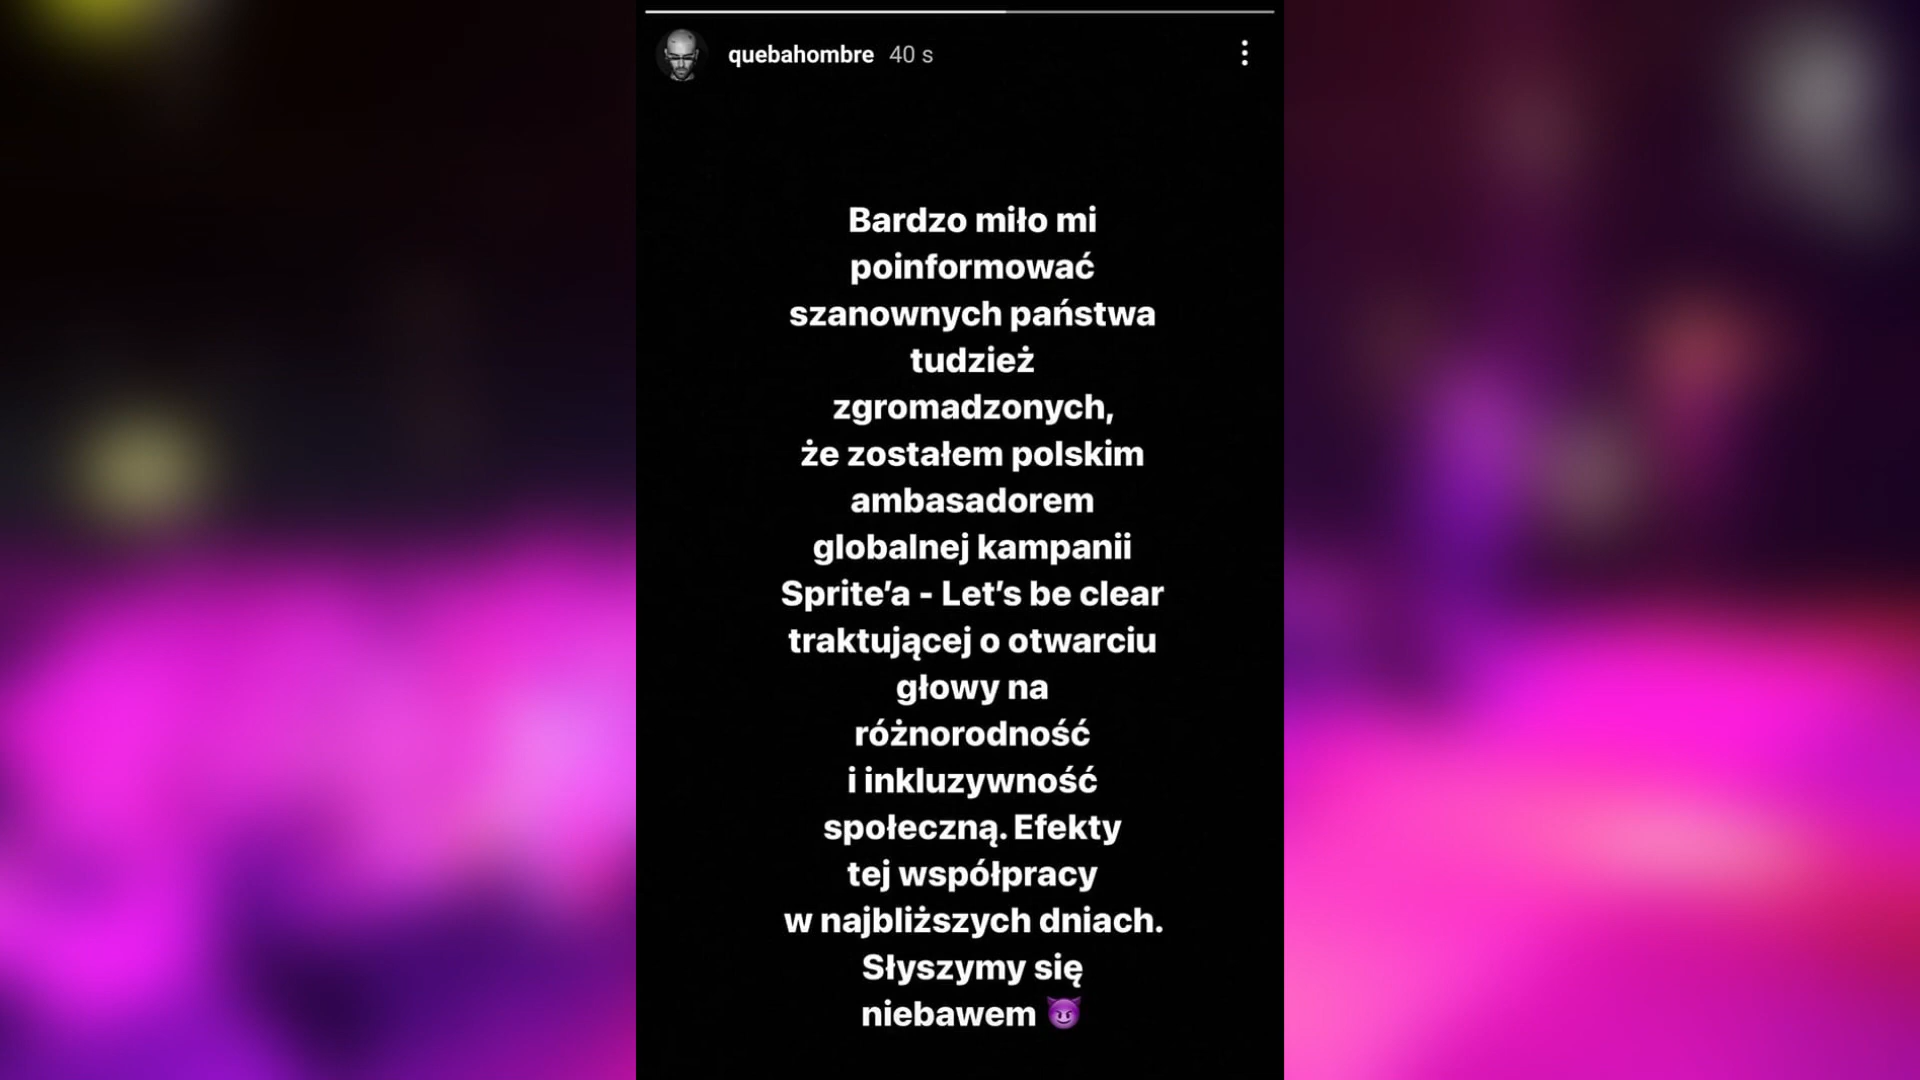 quebahombre 40 s
Bardzo miło mi
poinformować
szanownych państwa
tudzież
zgromadzonych,
że zostałem polskim
ambasadorem
globalnej kampanii
Sprite’a - Let’s be clear
traktującej o otwarciu
głowy na
różnorodność
i inkluzywność
społeczną. Efekty
tej współpracy
w najbliższych dniach.
Słyszymy się
niebawem 😈